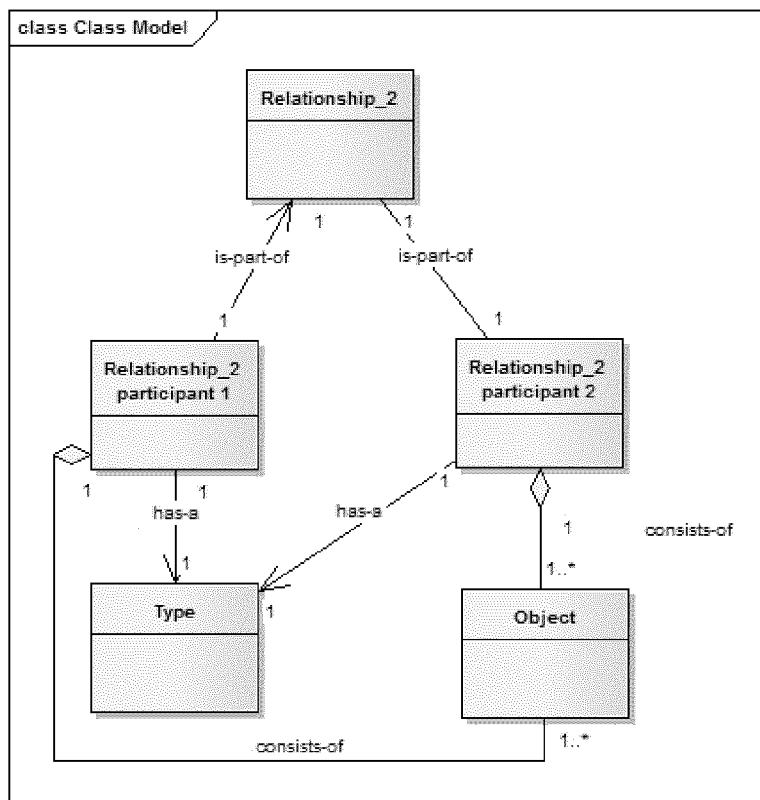 class Class Model
Relationship_2
1
1
is-part-of
is-part-of
1
1
Relationship_2
participant 1
Relationship_2
participant 2
1
1
1
has-a
has-a
1
consists-of
1
1..*
Type
1
Object
consists-of
1..*